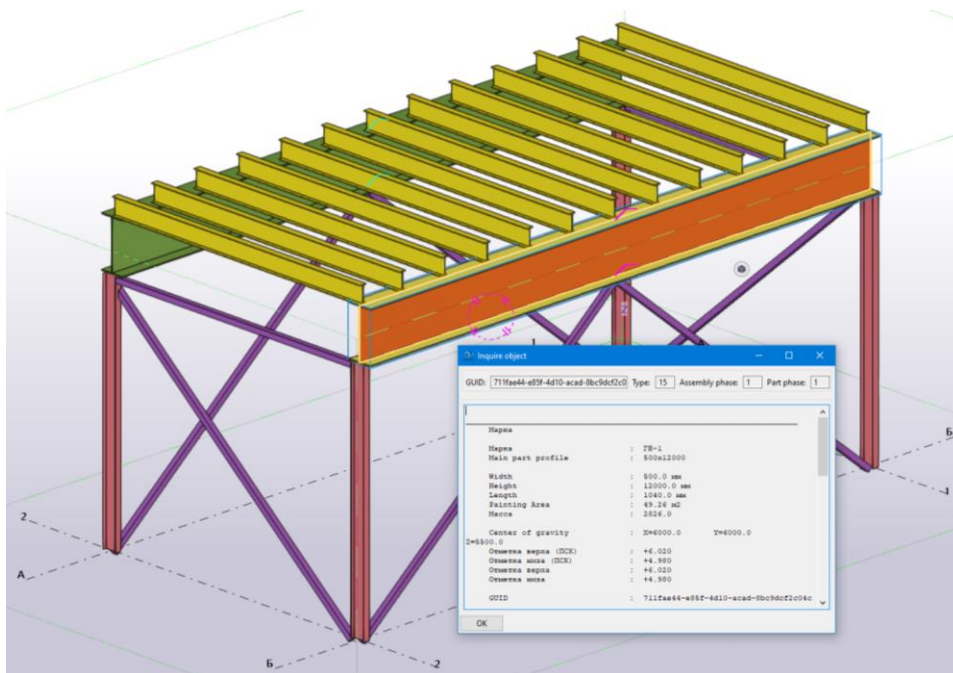 Inquire object
GUID: 711fae44-e85f-4d10-acad-8bc9dcf2c0 Type: 15 Assembly phase: 1 Part phase: 1
Марка
Марка : ГБ-1
Main part profile : 500x12000
Width : 500.0 мм
Height : 12000.0 мм
Length : 1040.0 мм
Painting Area : 49.26 м2
Масса : 2826.0
Center of gravity : X=6000.0 Y=6000.0
Z=5500.0
Отметка верха (ПСК) : +6.020
Отметка низа (ПСК) : +4.980
Отметка верха : +6.020
Отметка низа : +4.980
GUID : 711fae44-e85f-4d10-acad-8bc9dcf2c04c
OK
1
Б
1
2
А
Б
2